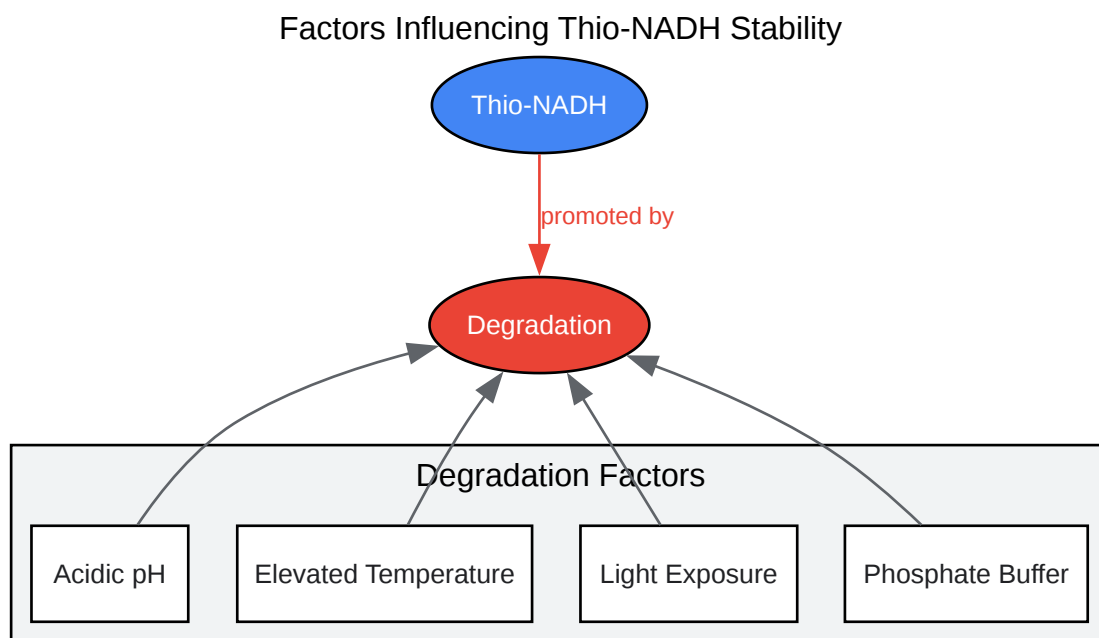 Factors Influencing Thio-NADH Stability
Thio-NADH
promoted by
Degradation
Degradation Factors
Acidic pH
Elevated Temperature
Light Exposure
Phosphate Buffer